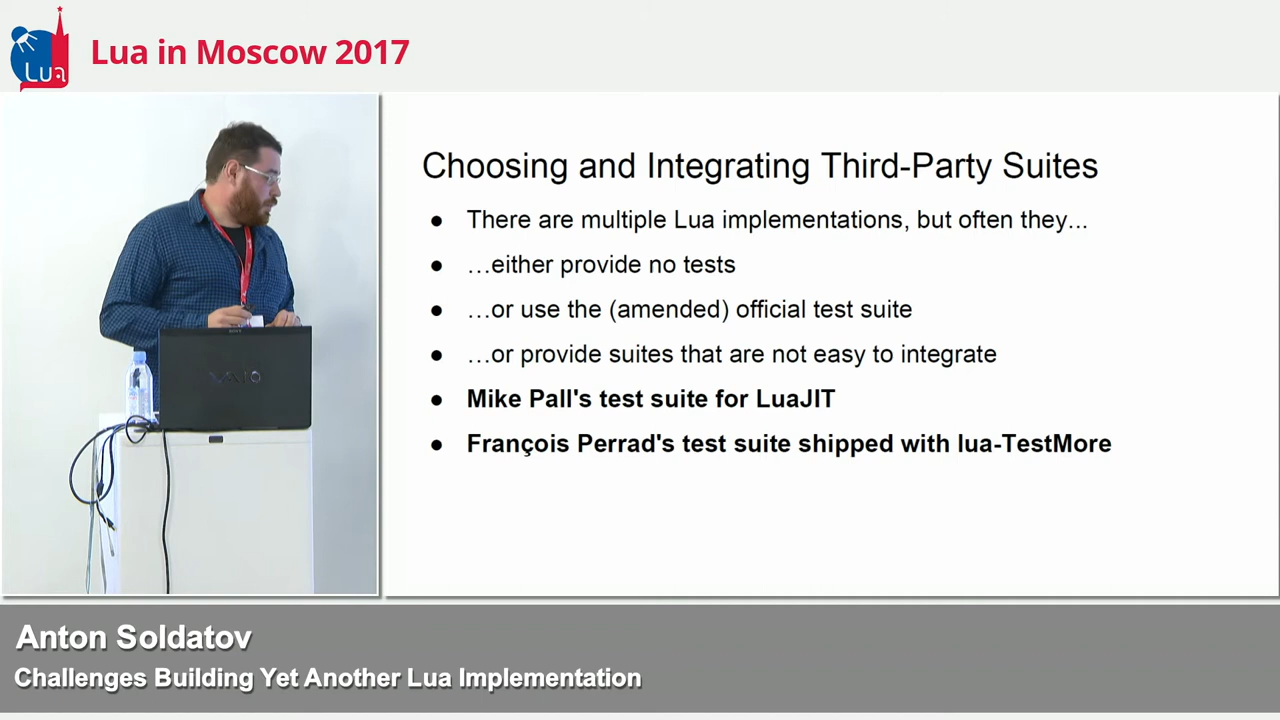 Lua
Lua in Moscow 2017
Choosing and Integrating Third-Party Suites
● There are multiple Lua implementations, but often they...
● …either provide no tests
● …or use the (amended) official test suite
● …or provide suites that are not easy to integrate
● Mike Pall's test suite for LuaJIT
● François Perrad's test suite shipped with lua-TestMore
VAIO
Anton Soldatov
Challenges Building Yet Another Lua Implementation